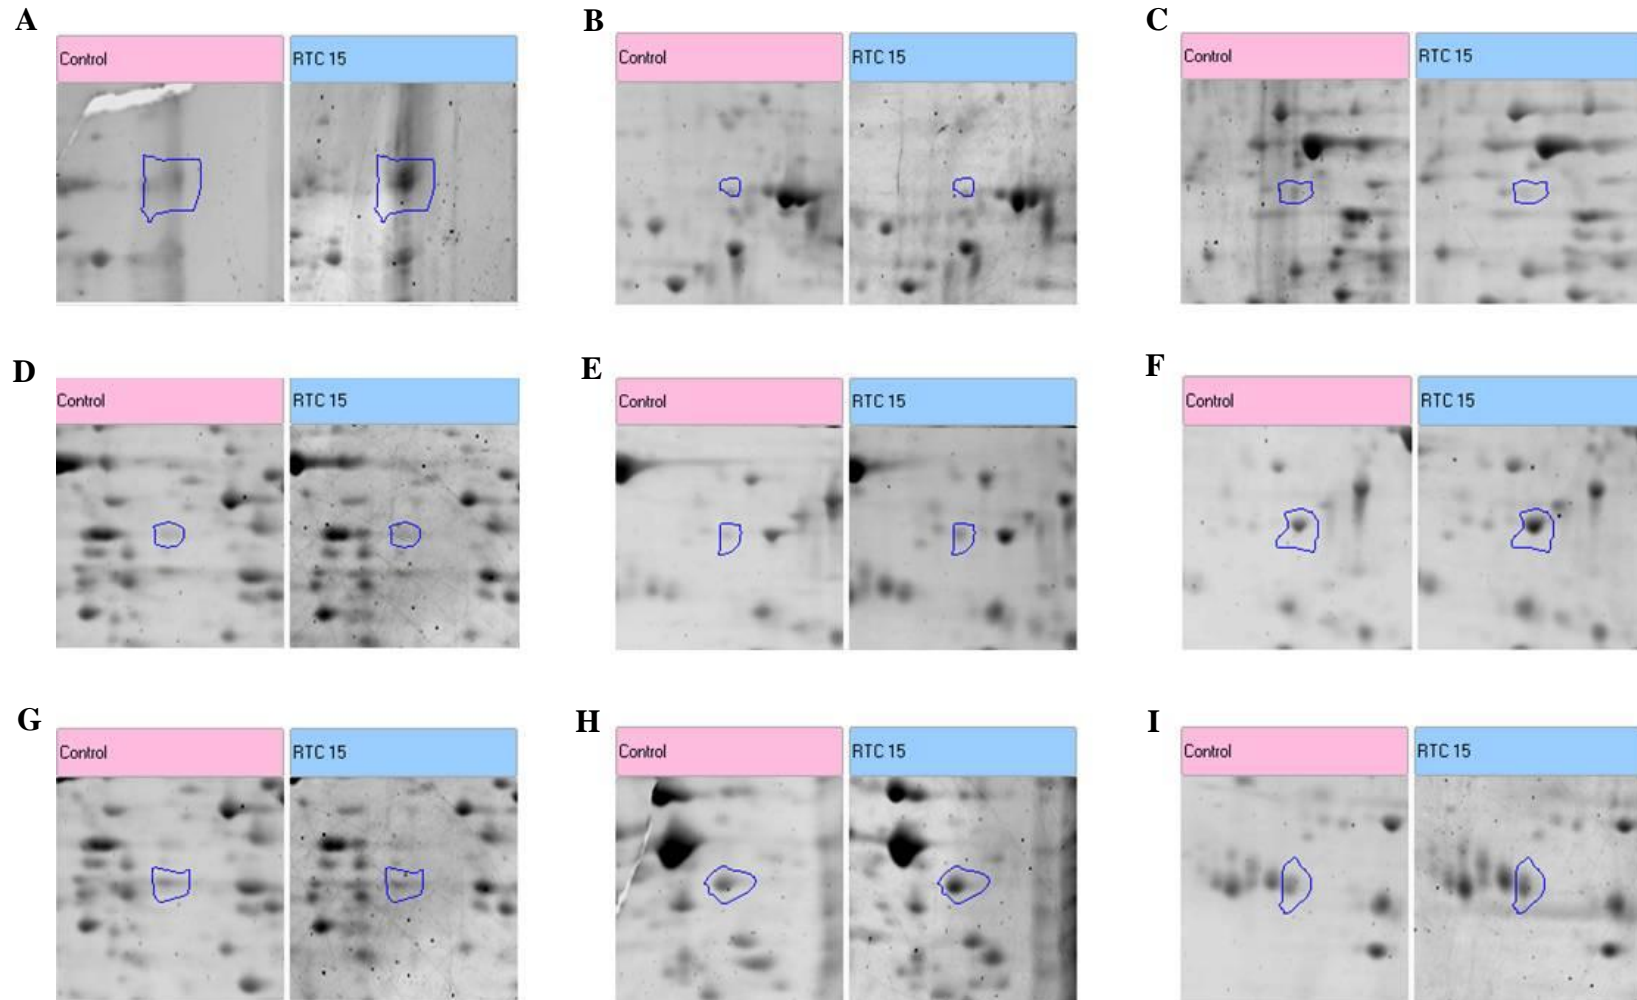 A
B
C
Control
RTC 15
Control
RTC 15
Control
RTC 15
D
E
F
Control
RTC 15
Control
RTC 15
Control
RTC 15
G
H
I
Control
RTC 15
Control
RTC 15
Control
RTC 15